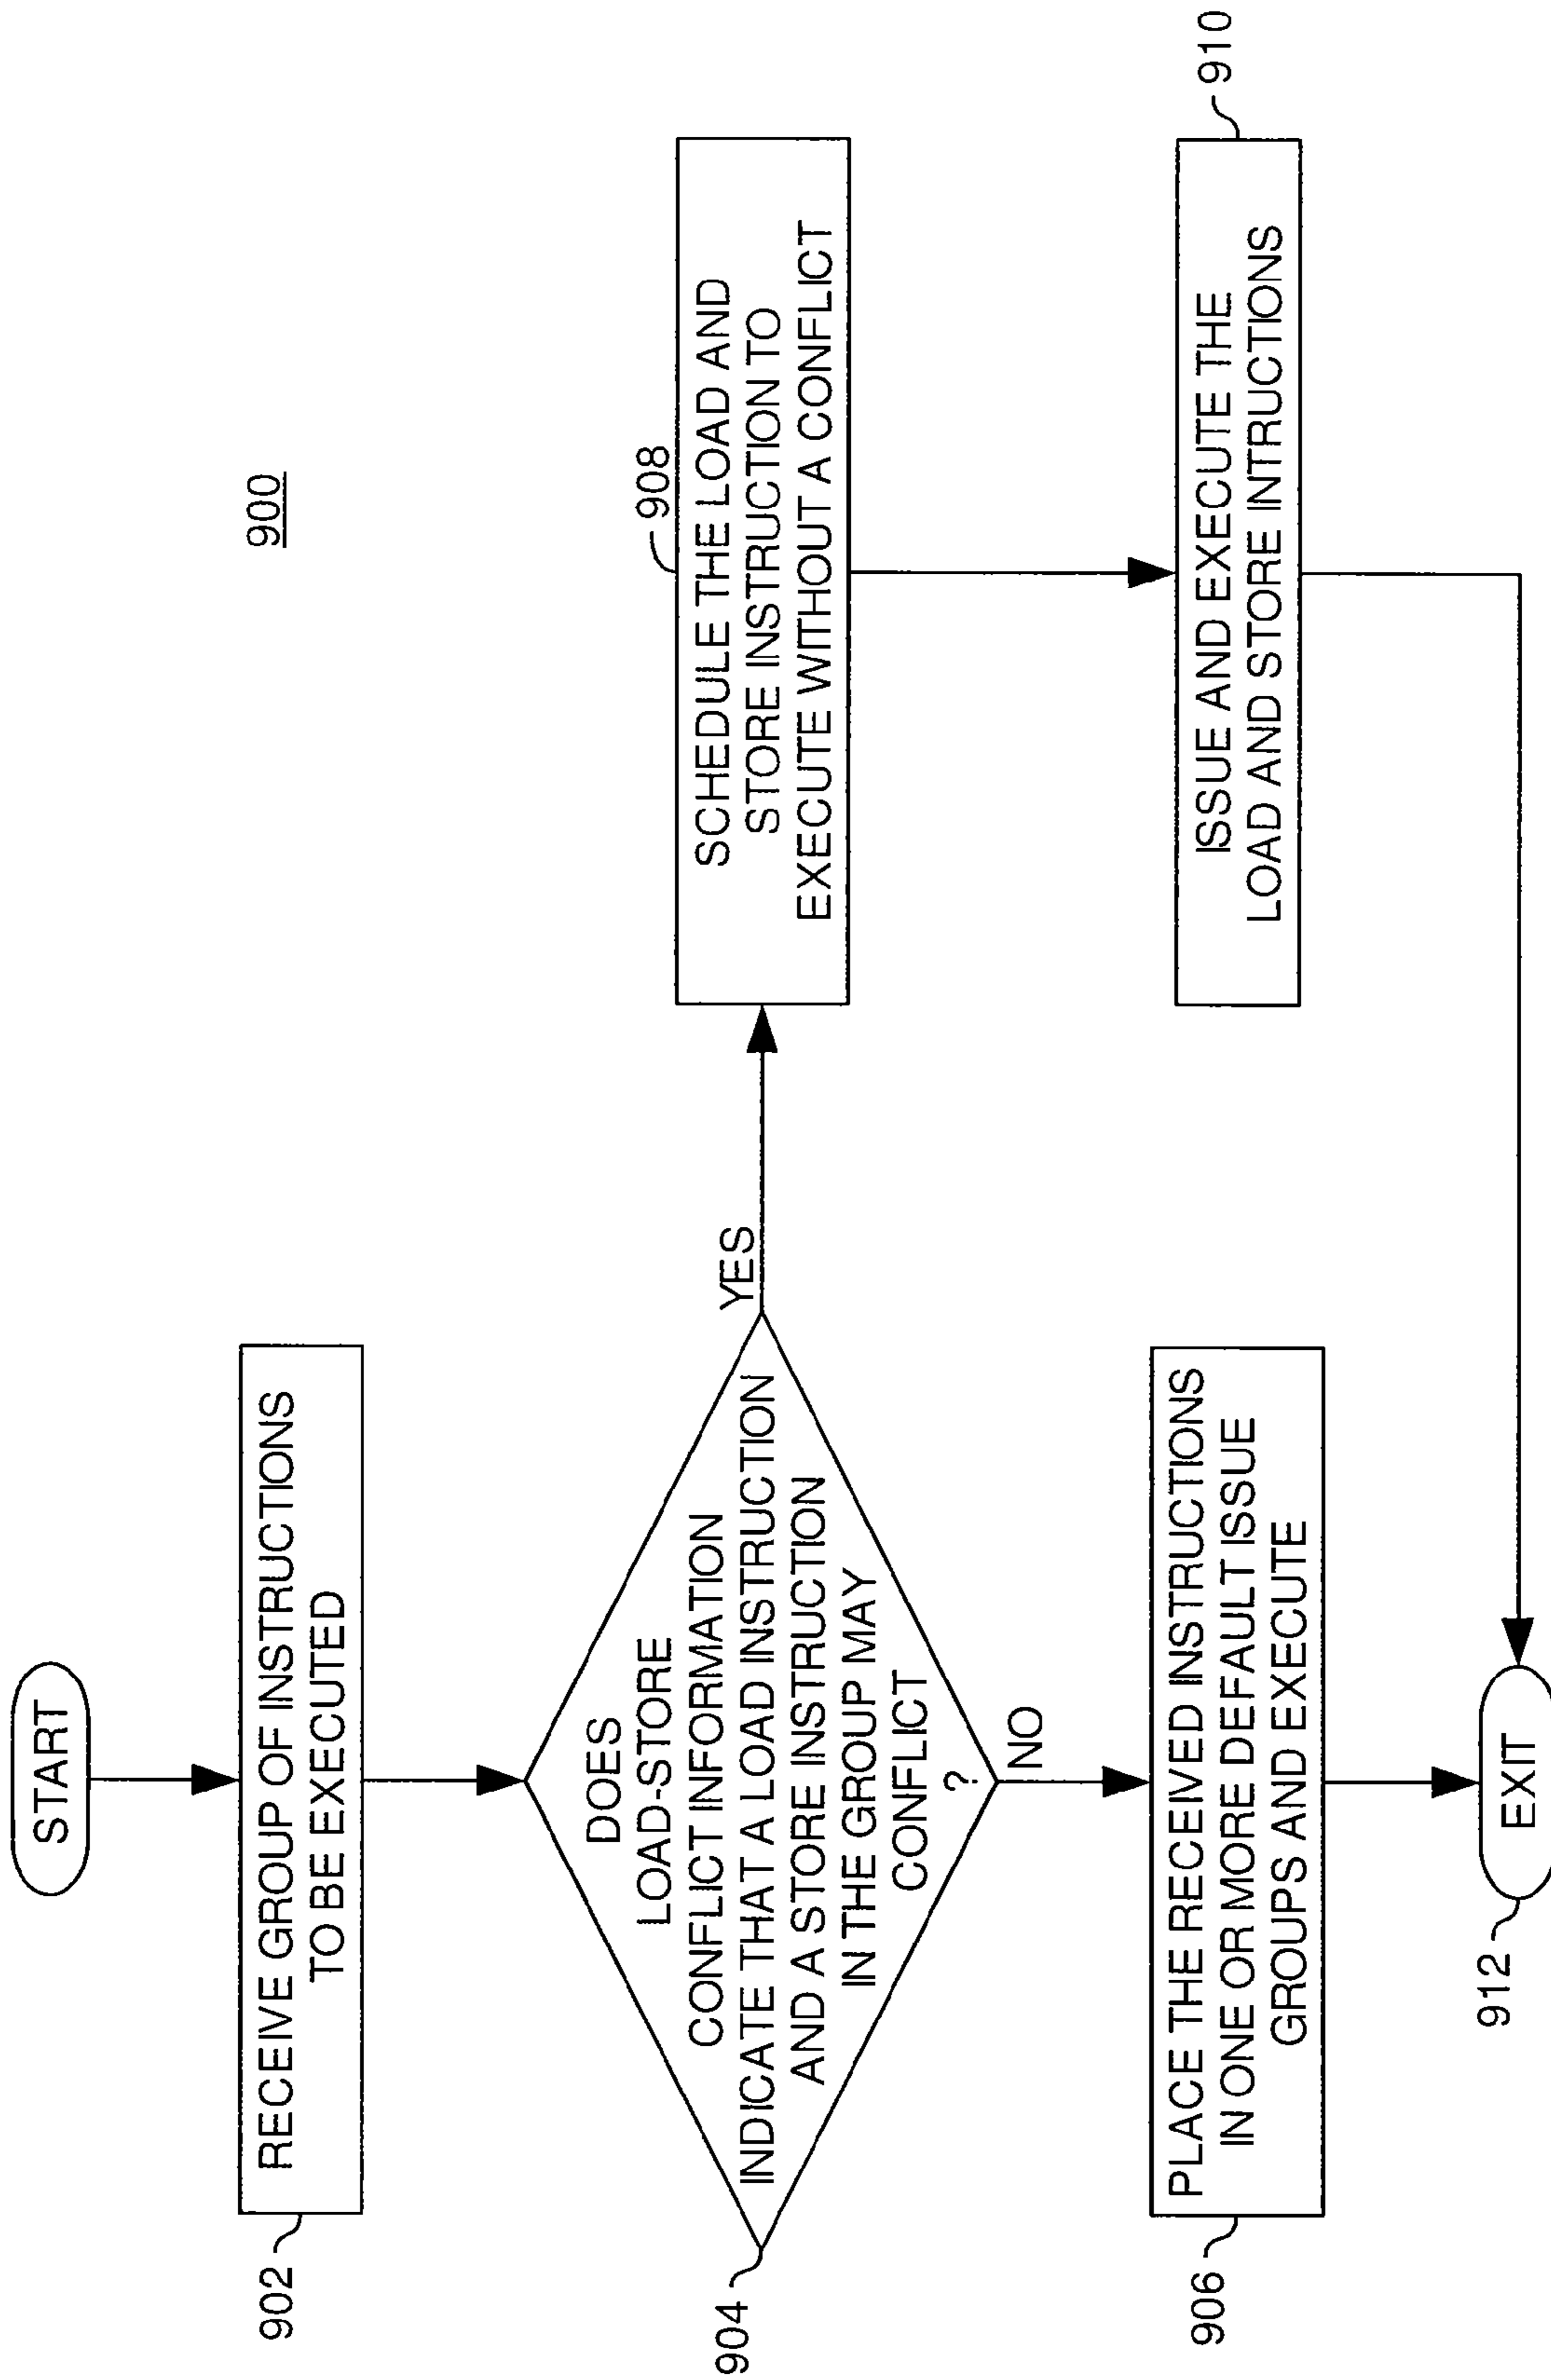 900
START
902
RECEIVE GROUP OF INSTRUCTIONS
TO BE EXECUTED
904
DOES
LOAD-STORE
CONFLICT INFORMATION
INDICATE THAT A LOAD INSTRUCTION
AND A STORE INSTRUCTION
IN THE GROUP MAY
CONFLICT
?
YES
NO
908
SCHEDULE THE LOAD AND
STORE INSTRUCTION TO
EXECUTE WITHOUT A CONFLICT
906
PLACE THE RECEIVED INSTRUCTIONS
IN ONE OR MORE DEFAULT ISSUE
GROUPS AND EXECUTE
910
ISSUE AND EXECUTE THE
LOAD AND STORE INTRUCTIONS
912
EXIT